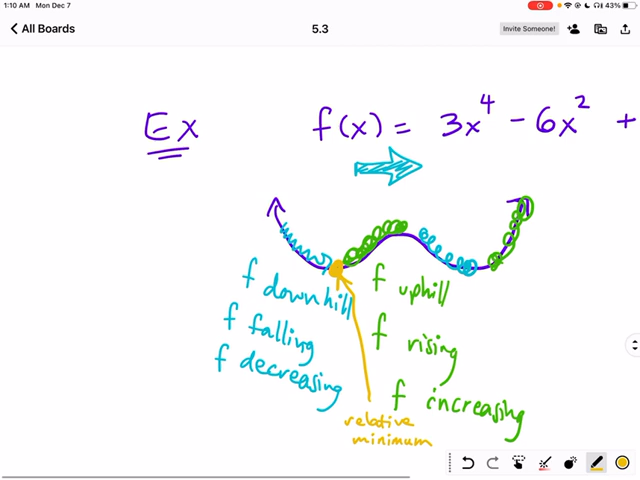 1:10 AM Mon Dec 7
43%
All Boards
5.3
Invite Someone!
Ex f(x) = 3x⁴ - 6x² +
f downhill
f falling
f decreasing
f uphill
f rising
f increasing
relative
minimum